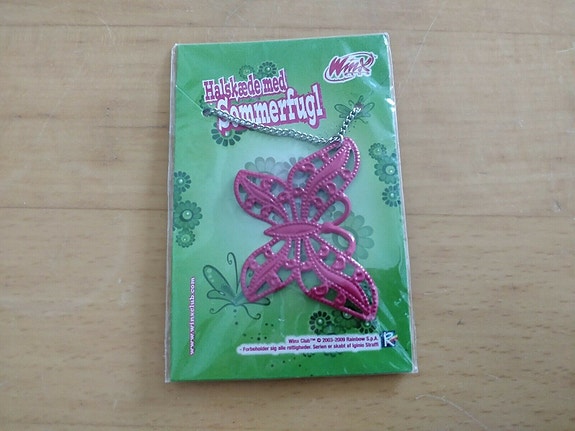 Winx
Halskæde med
Sommerfugl
www.winxclub.com
Winx Club™ © 2003-2009 Rainbow S.p.A.
- Forbeholder sig alle rettigheder. Serien er skabt af Iginio Straffi